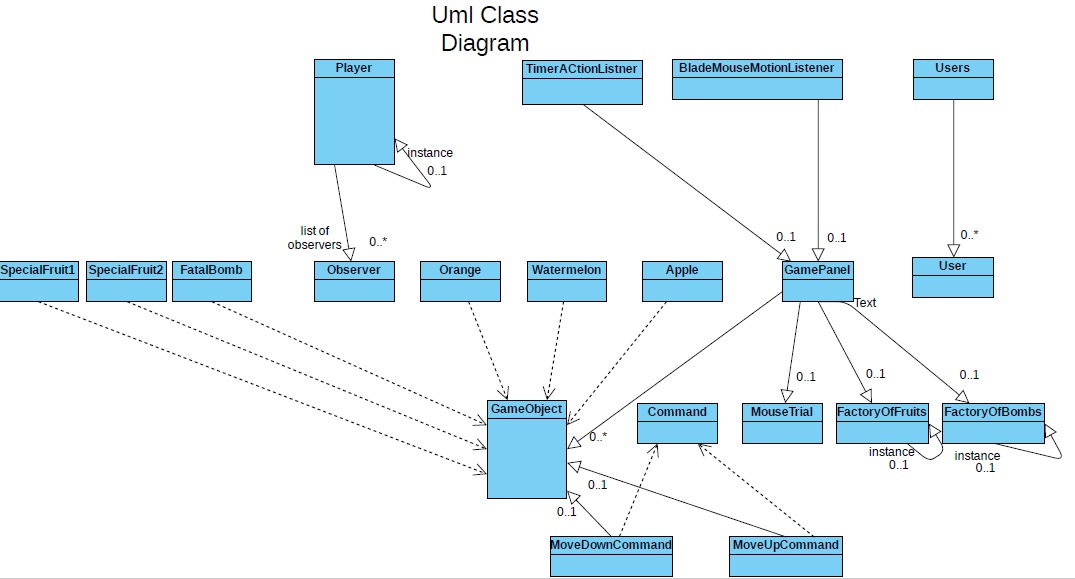 Uml Class
Diagram
Player
TimerACtionListner
BladeMouseMotionListener
Users
instance
0..1
list of
observers
0..*
0..1
0..1
0..*
SpecialFruit1
SpecialFruit2
FatalBomb
Observer
Orange
Watermelon
Apple
GamePanel
User
Text
0..1
0..1
0..1
GameObject
Command
MouseTrial
FactoryOfFruits
FactoryOfBombs
0..*
instance
0..1
instance
0..1
0..1
0..1
MoveDownCommand
MoveUpCommand